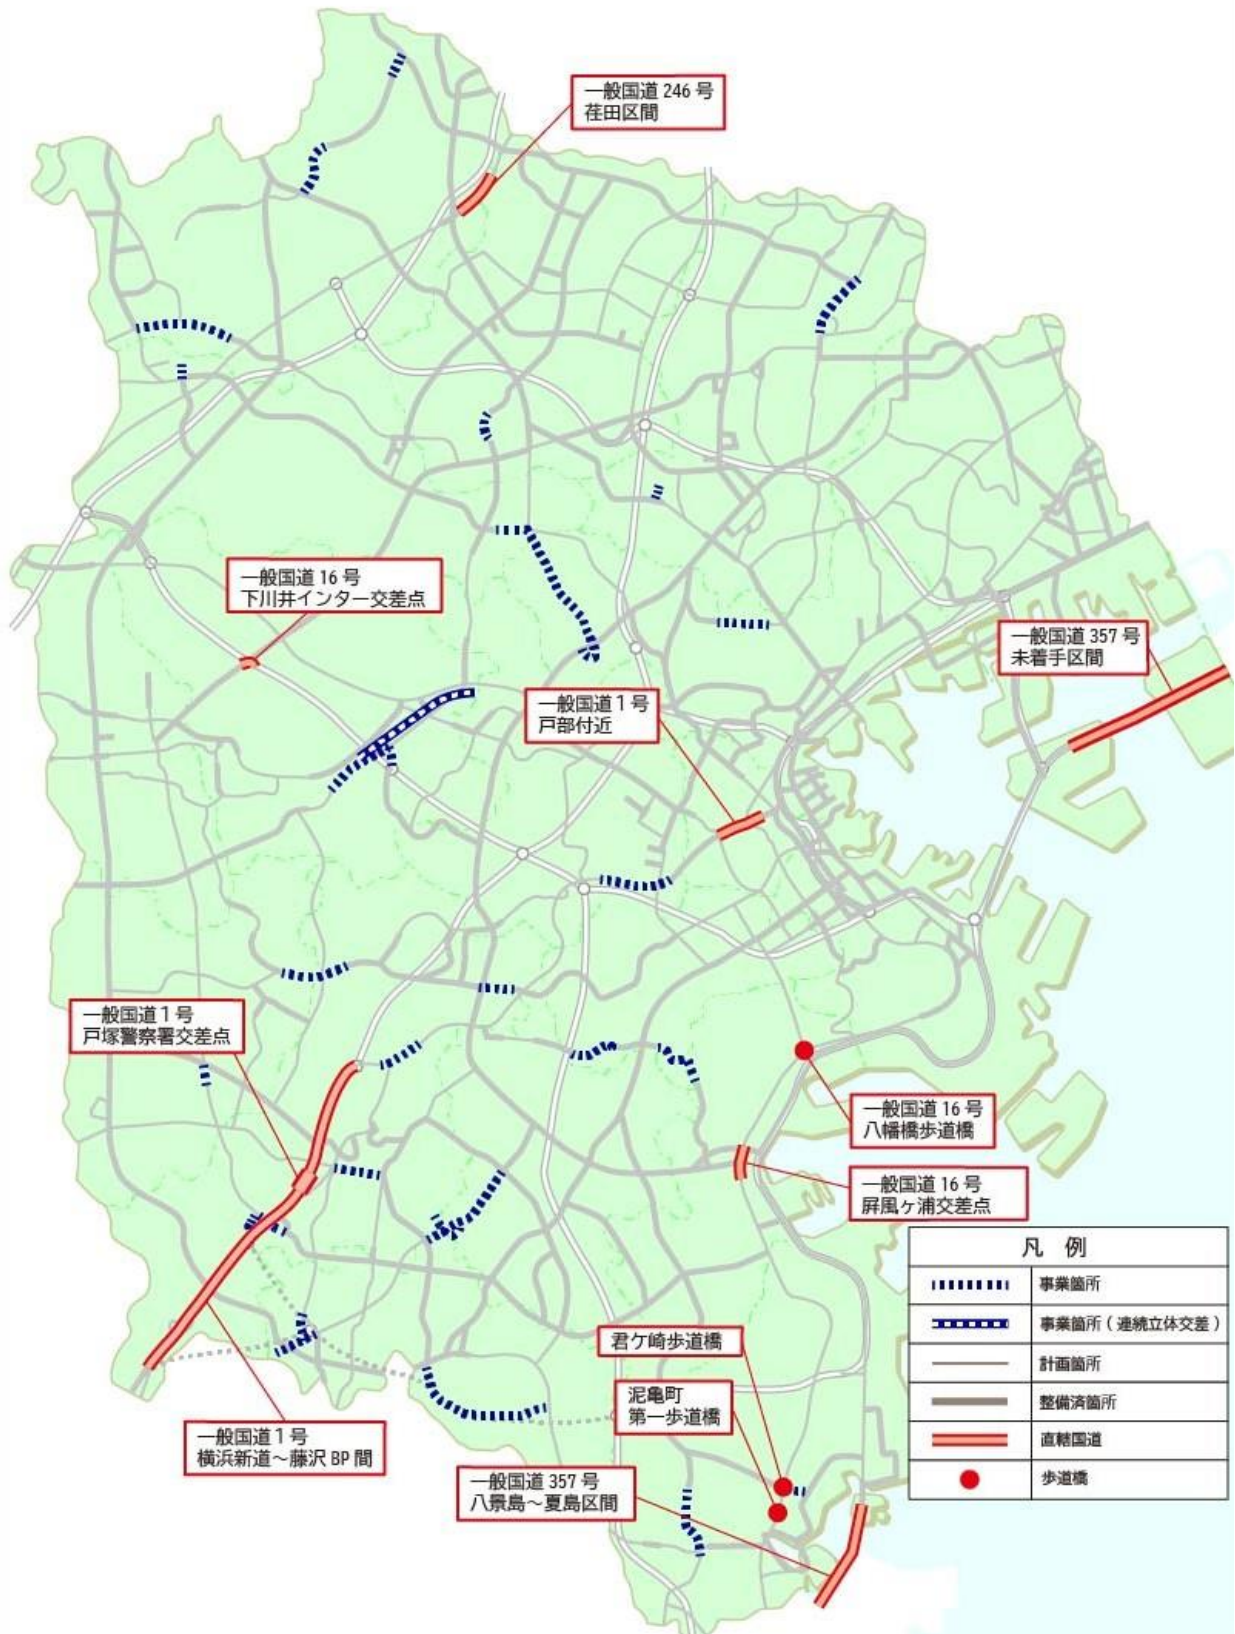 一般国道 246 号
荏田区間
一般国道 16 号
下川井インター交差点
一般国道 357 号
未着手区間
一般国道 1 号
戸部付近
一般国道 1 号
戸塚警察署交差点
一般国道 16 号
八幡橋歩道橋
一般国道 16 号
屛風ヶ浦交差点
君ケ崎歩道橋
泥亀町
第一歩道橋
一般国道 1 号
横浜新道～藤沢 BP 間
一般国道 357 号
八景島～夏島区間
凡 例
事業箇所
事業箇所 ( 連続立体交差 )
計画箇所
整備済箇所
直轄国道
歩道橋